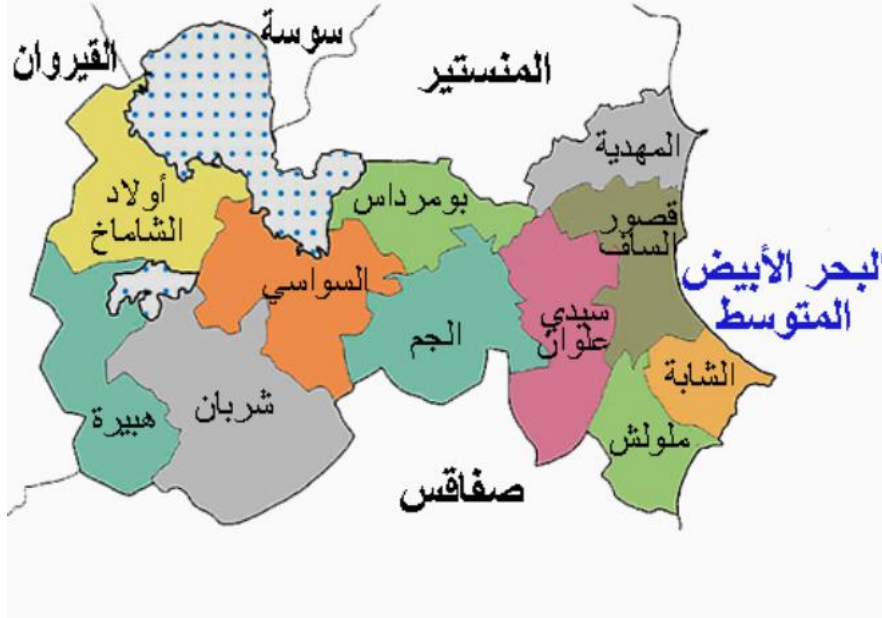 سوسة
القيروان
المنستير
المهدية
أولاد
الشاماخ
بومرداس
قصور
الساف
البحر الأبيض
المتوسط
السواسي
سيدي
علوان
الجم
الشابة
هبيرة
شربان
ملولش
صفاقس